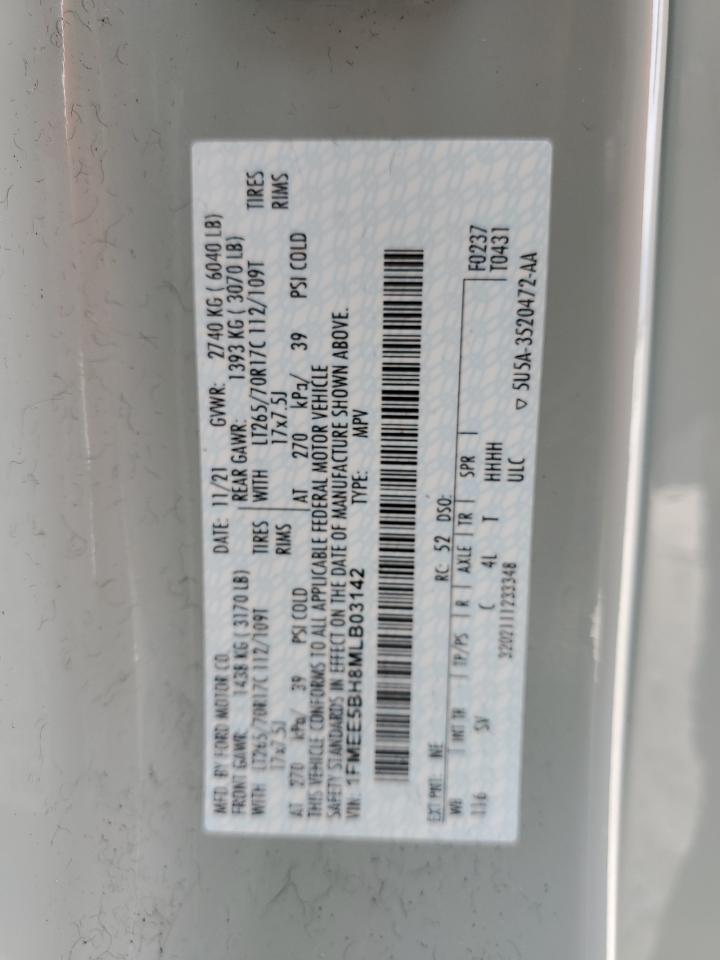 MFD. BY FORD MOTOR CO. DATE: 11/21 GVWR: 2740 KG ( 6040 LB)
FRONT GAWR: 1438 KG ( 3170 LB) REAR GAWR: 1393 KG ( 3070 LB)
WITH LT265/70R17C 112/109T TIRES WITH LT265/70R17C 112/109T TIRES
17x7.5J RIMS 17x7.5J RIMS
AT 270 kPa/ 39 PSI COLD AT 270 kPa/ 39 PSI COLD
THIS VEHICLE CONFORMS TO ALL APPLICABLE FEDERAL MOTOR VEHICLE
SAFETY STANDARDS IN EFFECT ON THE DATE OF MANUFACTURE SHOWN ABOVE.
VIN: 1FMEE5BH8MLB03142 TYPE: MPV
EXT PNT: NE RC: 52 DSO:
WB INT TR TP/PS R AXLE TR SPR F0237
116 SV C 4L T HHHH T0431
3202111233348 ULC
▽ 5U5A-3520472-AA